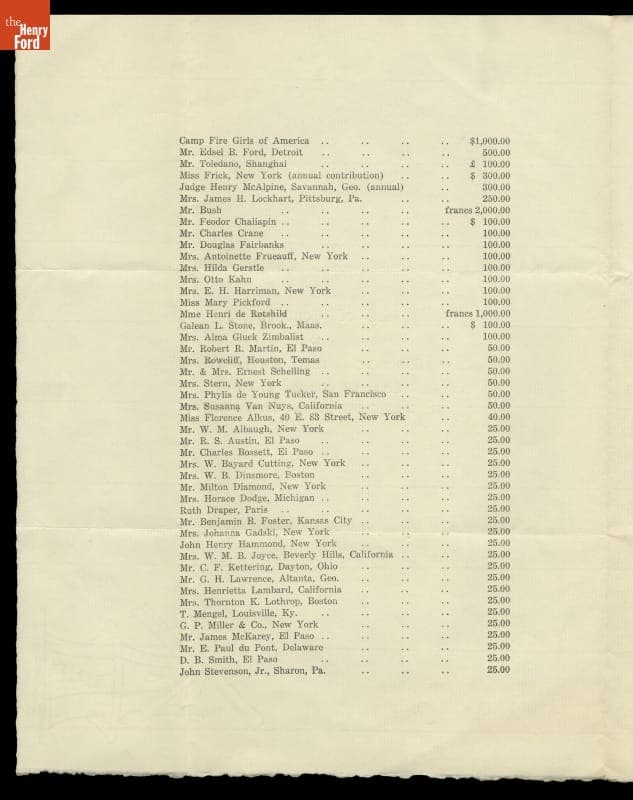 the
Henry
Ford
Camp Fire Girls of America .. .. .. .. $1,000.00
Mr. Edsel B. Ford, Detroit .. .. .. .. 500.00
Mr. Toledano, Shanghai .. .. .. .. £ 100.00
Miss Frick, New York (annual contribution) .. .. $ 300.00
Judge Henry McAlpine, Savannah, Geo. (annual) .. 300.00
Mrs. James H. Lockhart, Pittsburg, Pa. .. .. 250.00
Mr. Bush .. .. .. .. francs 2,000.00
Mr. Feodor Chaliapin .. .. .. .. .. $ 100.00
Mr. Charles Crane .. .. .. .. .. 100.00
Mr. Douglas Fairbanks .. .. .. .. 100.00
Mrs. Antoinette Frueauff, New York .. .. .. 100.00
Mrs. Hilda Gerstle .. .. .. .. .. 100.00
Mrs. Otto Kahn .. .. .. .. .. 100.00
Mrs. E. H. Harriman, New York .. .. .. 100.00
Miss Mary Pickford .. .. .. .. .. 100.00
Mme Henri de Rotshild .. .. .. francs 1,000.00
Galean L. Stone, Brook., Maas. .. .. .. $ 100.00
Mrs. Alma Gluck Zimbalist .. .. .. .. 100.00
Mr. Robert R. Martin, El Paso .. .. .. 50.00
Mrs. Rowcliff, Houston, Temas .. .. .. 50.00
Mr. & Mrs. Ernest Schelling .. .. .. .. 50.00
Mrs. Stern, New York .. .. .. .. 50.00
Mrs. Phylis de Young Tucker, San Francisco .. .. 50.00
Mrs. Susanna Van Nuys, California .. .. .. 50.00
Miss Florence Alkus, 40 E. 83 Street, New York .. 40.00
Mr. W. M. Albaugh, New York .. .. .. 25.00
Mr. R. S. Austin, El Paso .. .. .. .. 25.00
Mr. Charles Bossett, El Paso .. .. .. .. 25.00
Mrs. W. Bayard Cutting, New York .. .. .. 25.00
Mrs. W. B. Dinsmore, Boston .. .. .. 25.00
Mr. Milton Diamond, New York .. .. .. 25.00
Mrs. Horace Dodge, Michigan .. .. .. .. 25.00
Ruth Draper, Paris .. .. .. .. .. 25.00
Mr. Benjamin B. Foster, Kansas City .. .. .. 25.00
Mrs. Johanna Gadski, New York .. .. .. 25.00
John Henry Hammond, New York .. .. .. 25.00
Mrs. W. M. B. Joyce, Beverly Hills, California .. .. 25.00
Mr. C. F. Kettering, Dayton, Ohio .. .. .. 25.00
Mr. G. H. Lawrence, Altanta, Geo. .. .. .. 25.00
Mrs. Henrietta Lambard, California .. .. .. 25.00
Mrs. Thornton K. Lothrop, Boston .. .. .. 25.00
T. Mengel, Louisville, Ky. .. .. .. .. 25.00
G. P. Miller & Co., New York .. .. .. 25.00
Mr. James McKarey, El Paso .. .. .. .. 25.00
Mr. E. Paul du Pont, Delaware .. .. .. 25.00
D. B. Smith, El Paso .. .. .. .. 25.00
John Stevenson, Jr., Sharon, Pa. .. .. .. 25.00